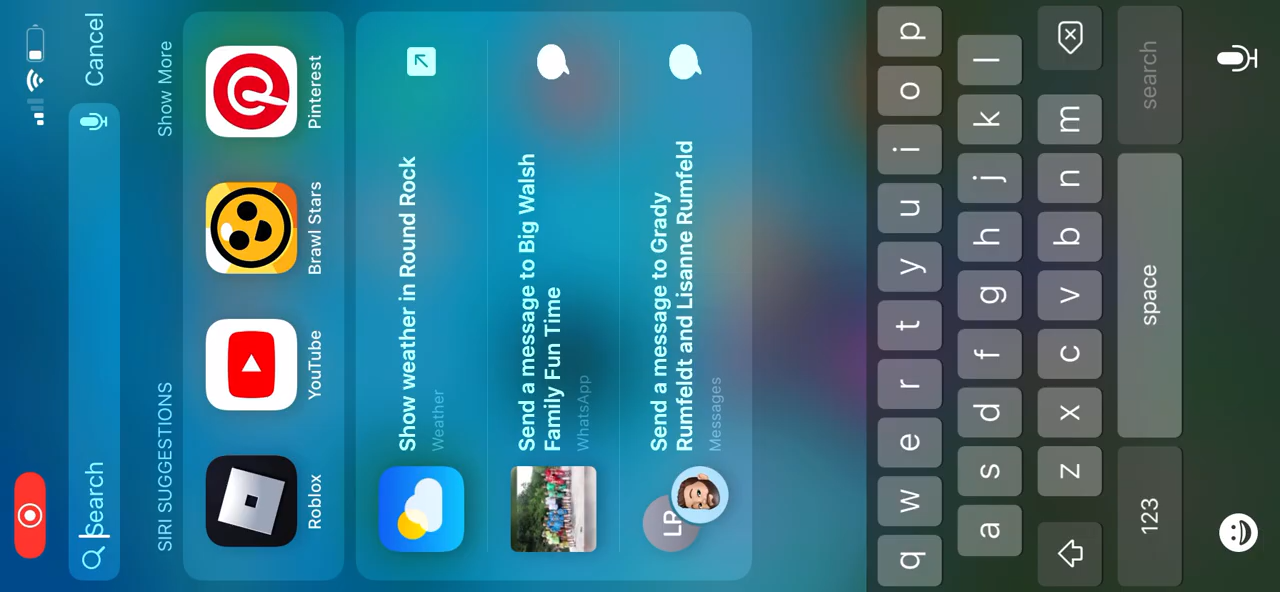 Search
Cancel
SIRI SUGGESTIONS
Show More
Roblox
YouTube
Brawl Stars
Pinterest
Show weather in Round Rock
Weather
Send a message to Big Walsh
Family Fun Time
WhatsApp
LR
Send a message to Grady
Rumfeldt and Lisanne Rumfeld
Messages
q w e r t y u i o p
a s d f g h j k l
z x c v b n m
123 space search